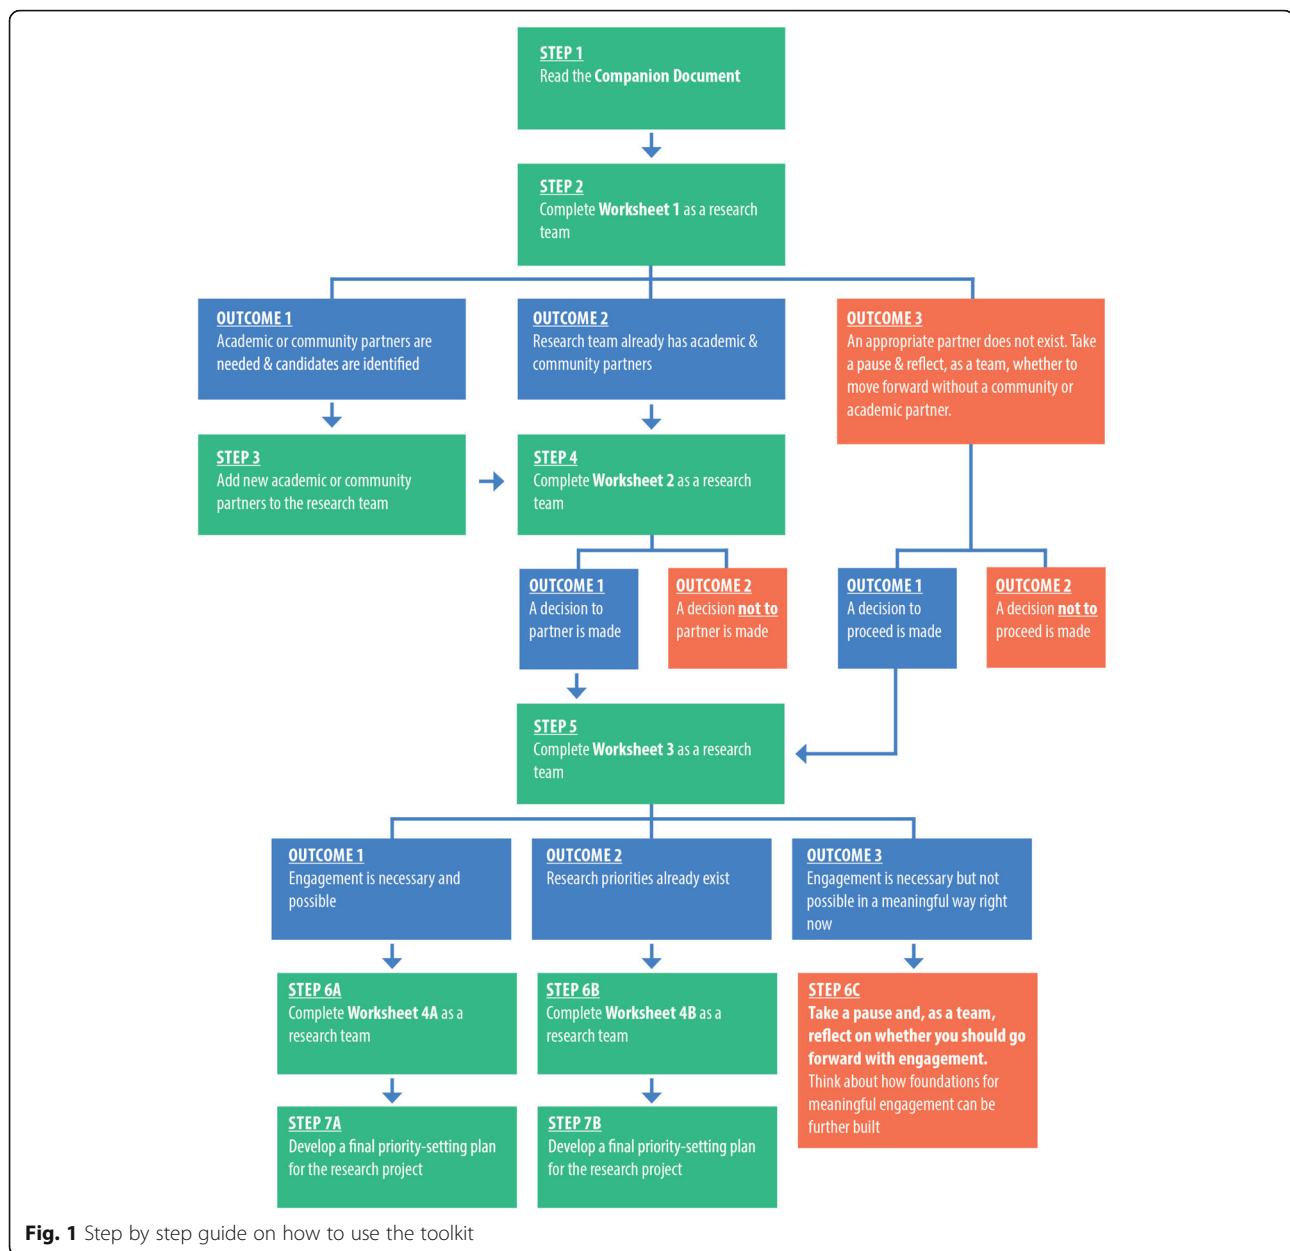 STEP 1
Read the Companion Document
STEP 2
Complete Worksheet 1 as a research
team
OUTCOME 1
Academic or community partners are
needed & candidates are identified
OUTCOME 2
Research team already has academic &
community partners
OUTCOME 3
An appropriate partner does not exist. Take
a pause & reflect, as a team, whether to
move forward without a community or
academic partner.
STEP 3
Add new academic or community
partners to the research team
STEP 4
Complete Worksheet 2 as a research
team
OUTCOME 1
A decision to
partner is made
OUTCOME 2
A decision not to
partner is made
OUTCOME 1
A decision to
proceed is made
OUTCOME 2
A decision not to
proceed is made
STEP 5
Complete Worksheet 3 as a research
team
OUTCOME 1
Engagement is necessary and
possible
OUTCOME 2
Research priorities already exist
OUTCOME 3
Engagement is necessary but not
possible in a meaningful way right
now
STEP 6A
Complete Worksheet 4A as a
research team
STEP 6B
Complete Worksheet 4B as a
research team
STEP 6C
Take a pause and, as a team,
reflect on whether you should go
forward with engagement.
Think about how foundations for
meaningful engagement can be
further built
STEP 7A
Develop a final priority-setting plan
for the research project
STEP 7B
Develop a final priority-setting plan
for the research project
Fig. 1 Step by step guide on how to use the toolkit